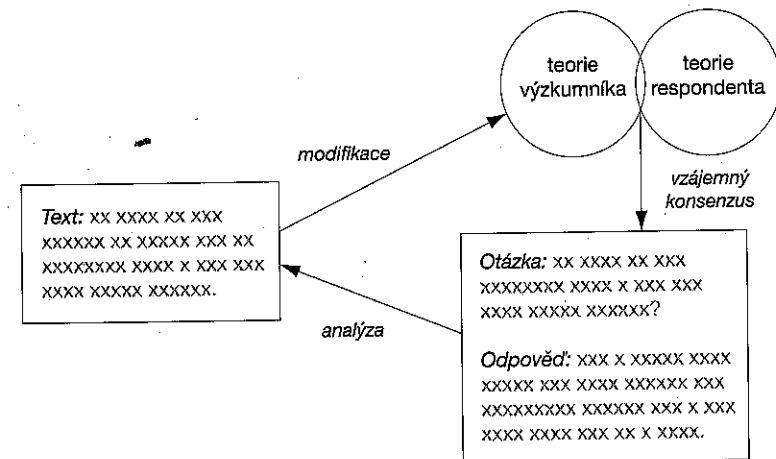 teorie
výzkumníka
teorie
respondenta
modifikace
vzájemný
konsenzus
Text: xx xxxx xx xxx
xxxxxx xx xxxxx xxx xx
xxxxxxxx xxxx x xxx xxx
xxxx xxxxx xxxxxx.
Otázka: xx xxxx xx xxx
xxxxxxxx xxxx x xxx xxx
xxxx xxxxx xxxxxx?
analýza
Odpověď: xxx x xxxxx xxxx
xxxxx xxx xxxx xxxxxx xxx
xxxxxxxxx xxxxxx xxx x xxx
xxxx xxxx xxx xx x xxxx.